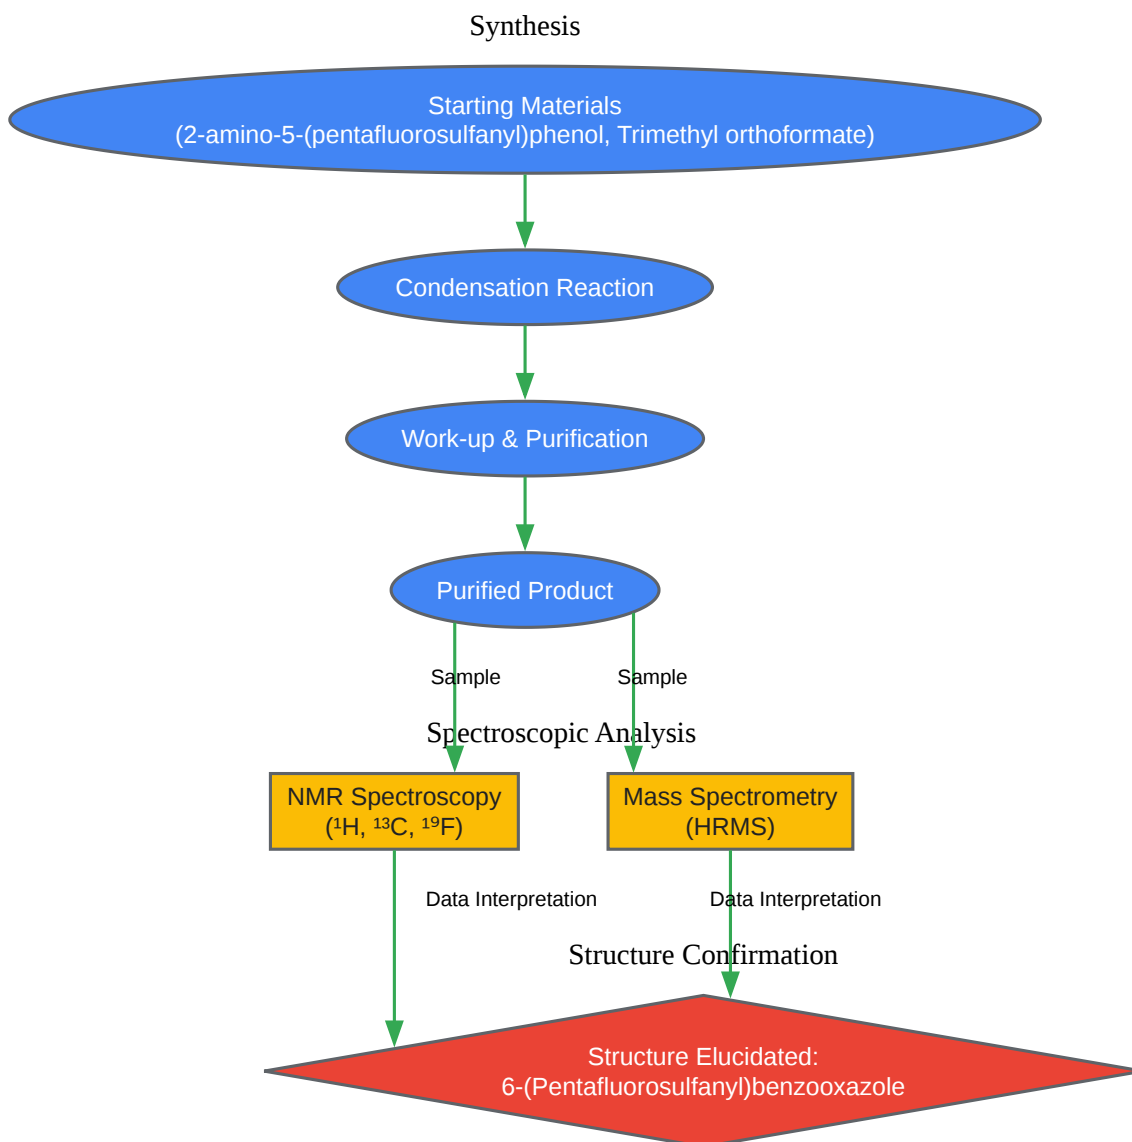 Synthesis
Starting Materials
(2-amino-5-(pentafluorosulfanyl)phenol, Trimethyl orthoformate)
Condensation Reaction
Work-up & Purification
Purified Product
Sample
Sample
Spectroscopic Analysis
NMR Spectroscopy
(¹H, ¹³C, ¹⁹F)
Mass Spectrometry
(HRMS)
Data Interpretation
Data Interpretation
Structure Confirmation
Structure Elucidated:
6-(Pentafluorosulfanyl)benzooxazole